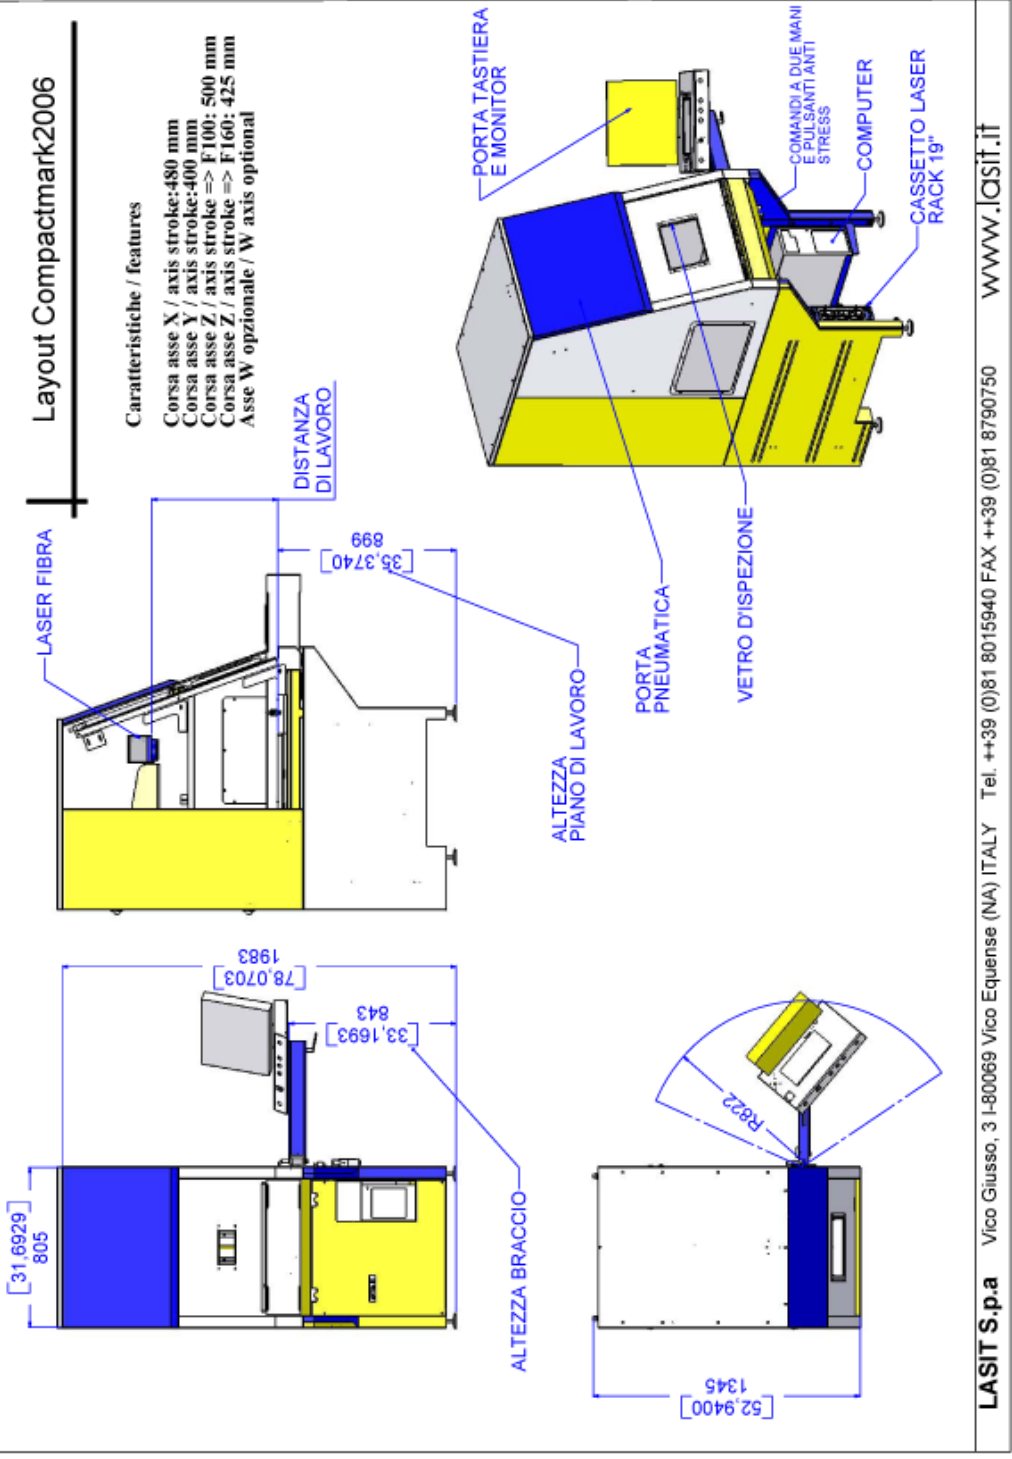 Layout Compactmark2006
Caratteristiche / features
Corsa asse X / axis stroke:480 mm
Corsa asse Y / axis stroke:400 mm
Corsa asse Z / axis stroke => F100: 500 mm
Corsa asse Z / axis stroke => F160: 425 mm
Asse W opzionale / W axis optional
[31,6929]
805
1983
[78,0703]
843
[33,1693]
ALTEZZA BRACCIO
LASER FIBRA
DISTANZA
DI LAVORO
899
[35,3740]
ALTEZZA
PIANO DI LAVORO
1345
[52,9400]
R822
PORTA TASTIERA
E MONITOR
PORTA
PNEUMATICA
VETRO D'ISPEZIONE
COMANDI A DUE MANI
E PULSANTI ANTI
STRESS
COMPUTER
CASSETTO LASER
RACK 19"
LASIT S.p.a Vico Giusso, 3 I-80069 Vico Equense (NA) ITALY Tel. ++39 (0)81 8015940 FAX ++39 (0)81 8790750 www.lasit.it